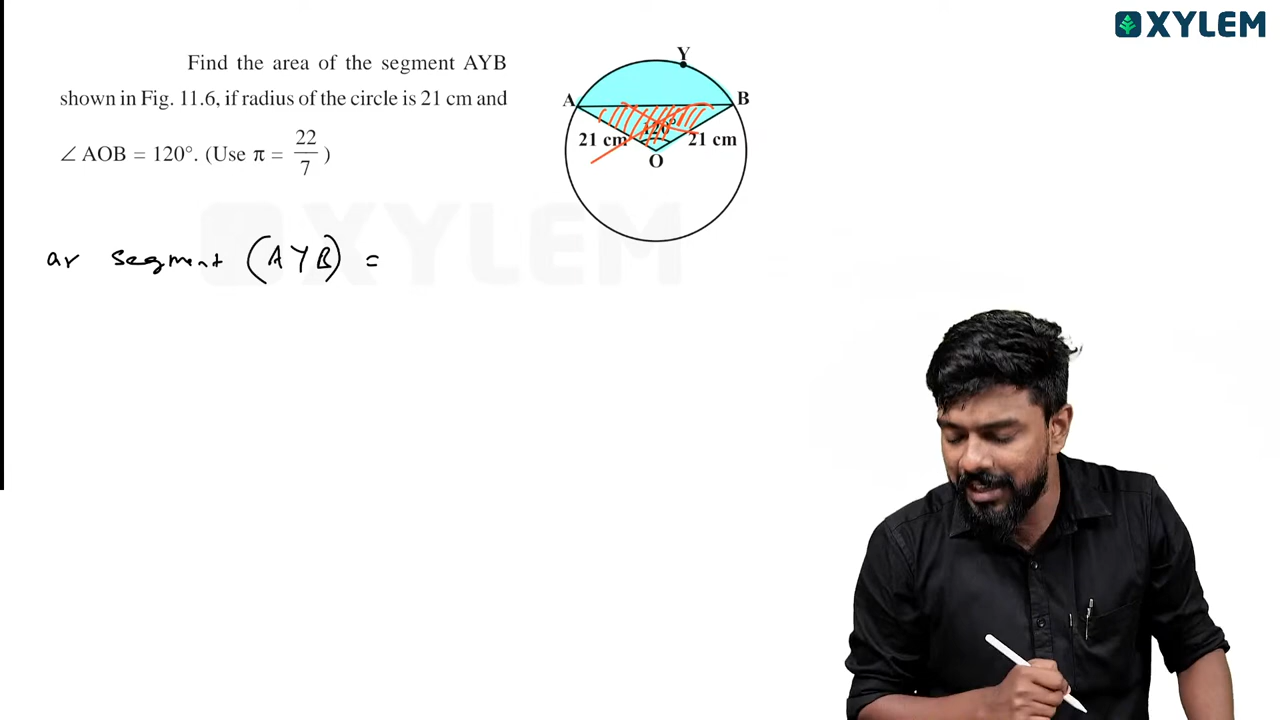 XYLEM
Find the area of the segment AYB
shown in Fig. 11.6, if radius of the circle is 21 cm and
∠ AOB = 120°. (Use π = 22/7)
Y
A
B
120°
21 cm
21 cm
O
XYLEM
ar segment (AYB) =